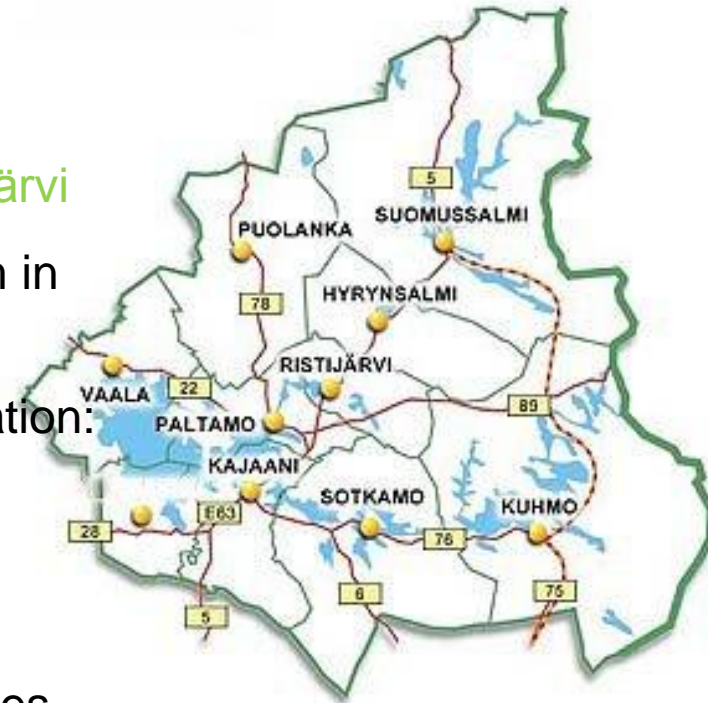 ärvi
5
SUOMUSSALMI
PUOLANKA
n in
HYRYNSALMI
78
RISTIJÄRVI
VAALA
22
89
PALTAMO
ation:
KAJAANI
SOTKAMO
KUHMO
E63
28
76
6
75
5
es